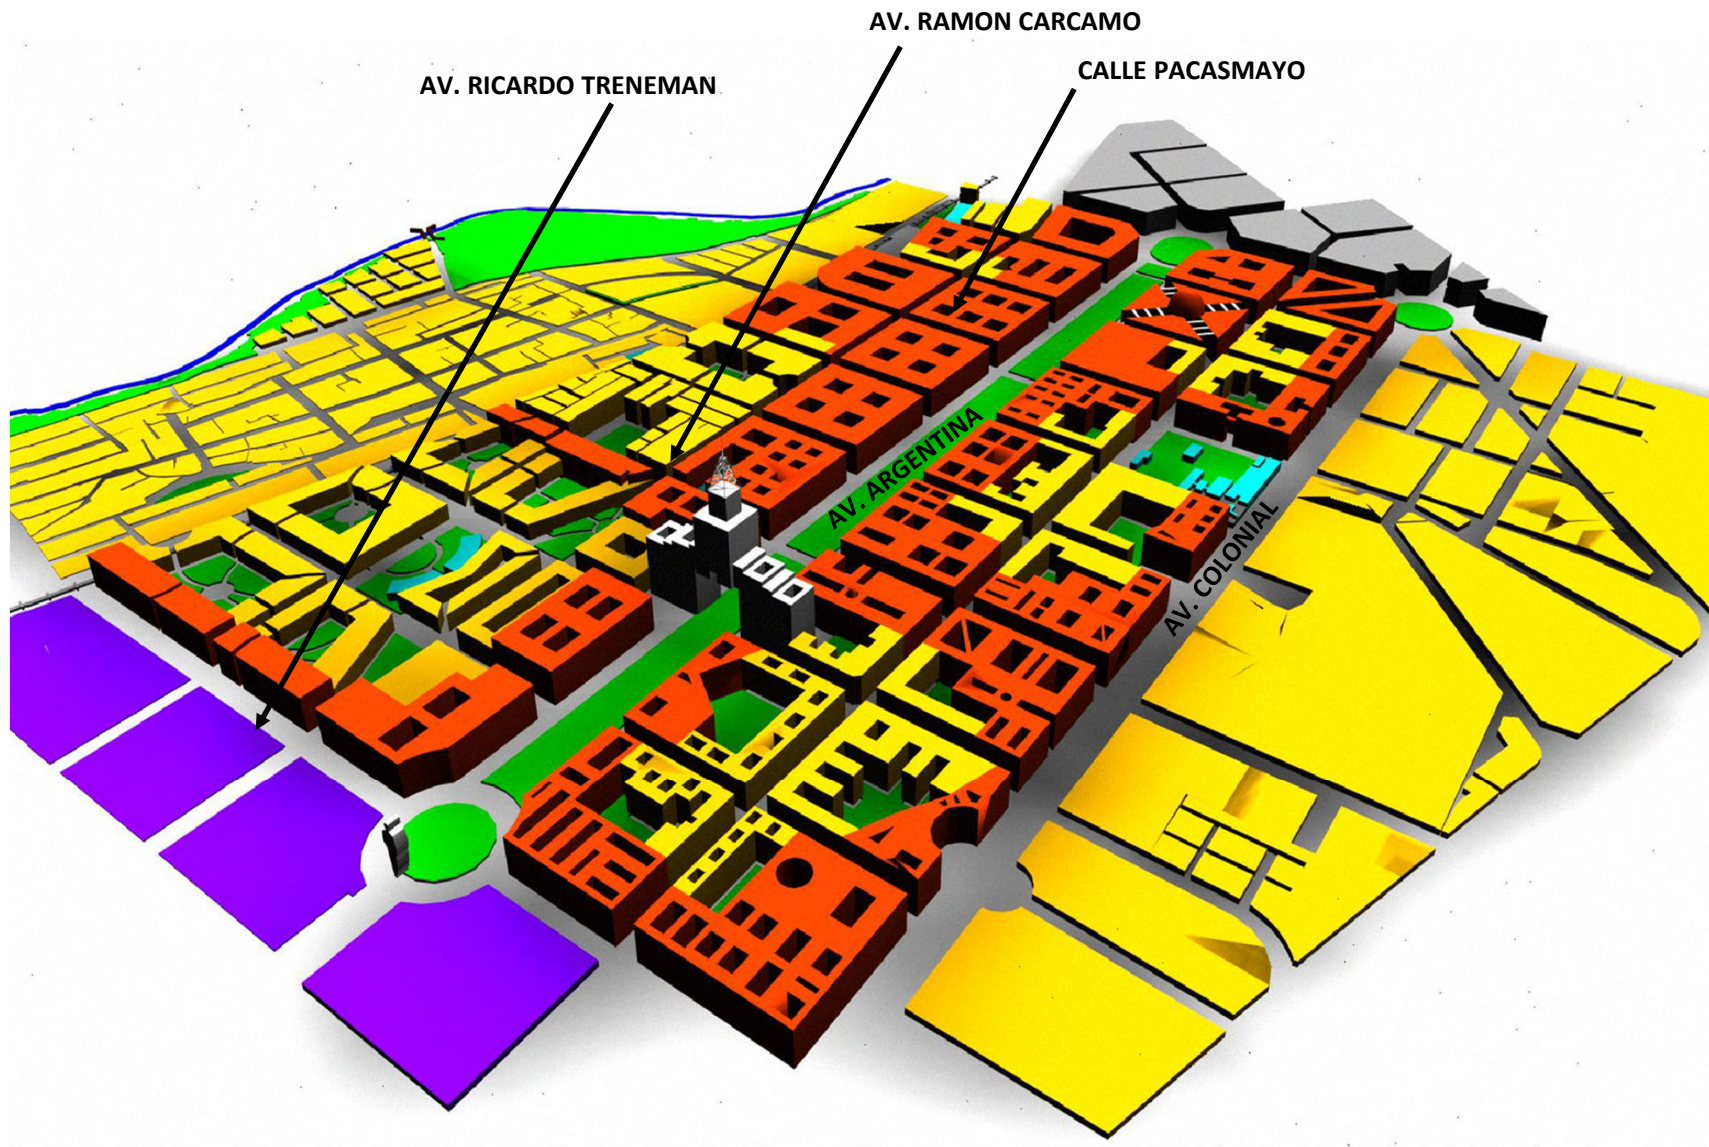 AV. RAMON CARCAMO
CALLE PACASMAYO
AV. RICARDO TRENEMAN
AV. ARGENTINA
AV. COLONIAL